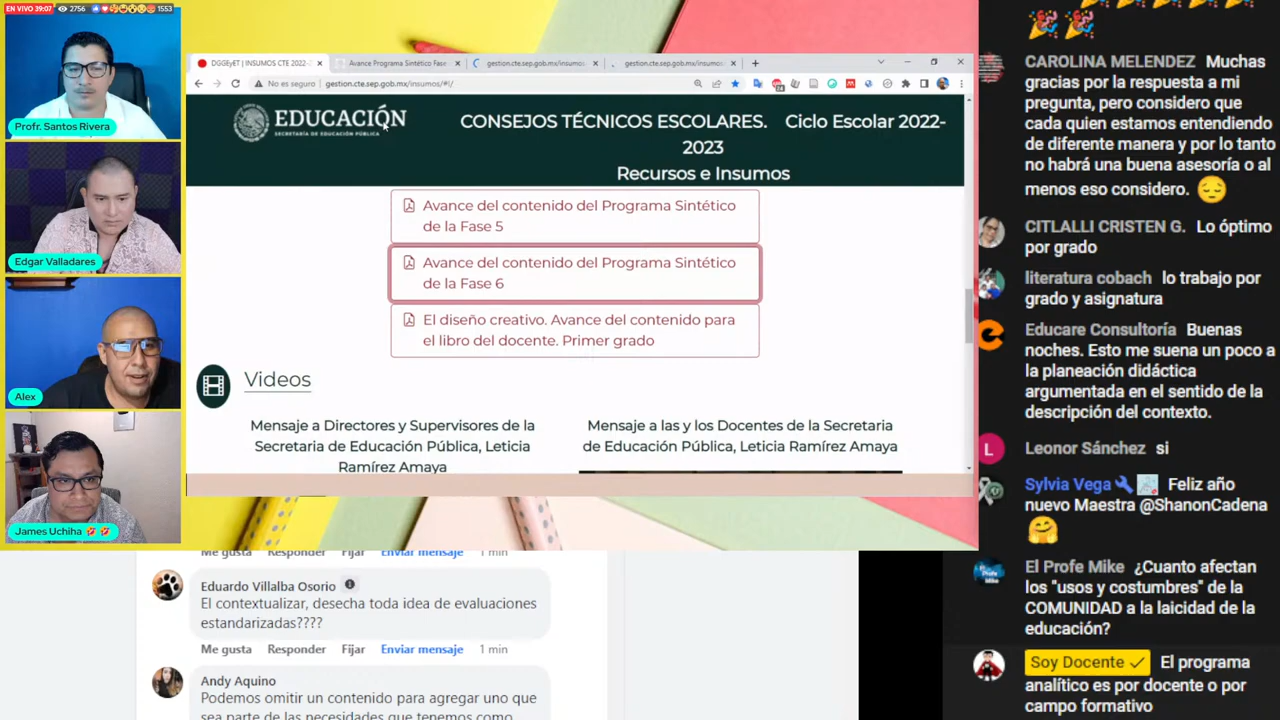 EN VIVO 39:07 2756 1553
Profr. Santos Rivera
Edgar Valladares
Alex
James Uchiha
DGGEyET | INSUMOS CTE 2022-
Avance Programa Sintético Fase
gestion.cte.sep.gob.mx/insumos
gestion.cte.sep.gob.mx/insumos
No es seguro | gestion.cte.sep.gob.mx/insumos/#!/
EDUCACIÓN
SECRETARÍA DE EDUCACIÓN PÚBLICA
CONSEJOS TÉCNICOS ESCOLARES. Ciclo Escolar 2022-
2023
Recursos e Insumos
Avance del contenido del Programa Sintético
de la Fase 5
Avance del contenido del Programa Sintético
de la Fase 6
El diseño creativo. Avance del contenido para
el libro del docente. Primer grado
Videos
Mensaje a Directores y Supervisores de la
Secretaria de Educación Pública, Leticia
Ramírez Amaya
Mensaje a las y los Docentes de la Secretaria
de Educación Pública, Leticia Ramírez Amaya
Me gusta Responder Fijar Enviar mensaje 1 min
Eduardo Villalba Osorio
El contextualizar, desecha toda idea de evaluaciones
estandarizadas????
Me gusta Responder Fijar Enviar mensaje 1 min
Andy Aquino
Podemos omitir un contenido para agregar uno que
sea parte de las necesidades que tenemos como
CAROLINA MELENDEZ Muchas
gracias por la respuesta a mi
pregunta, pero considero que
cada quien estamos entendiendo
de diferente manera y por lo tanto
no habrá una buena asesoría o al
menos eso considero.
CITLALLI CRISTEN G. Lo óptimo
por grado
literatura cobach lo trabajo por
grado y asignatura
Educare Consultoría Buenas
noches. Esto me suena un poco a
la planeación didáctica
argumentada en el sentido de la
descripción del contexto.
L
Leonor Sánchez si
Sylvia Vega Feliz año
nuevo Maestra @ShanonCadena
El Profe Mike ¿Cuanto afectan
los "usos y costumbres" de la
COMUNIDAD a la laicidad de la
educación?
Soy Docente El programa
analítico es por docente o por
campo formativo